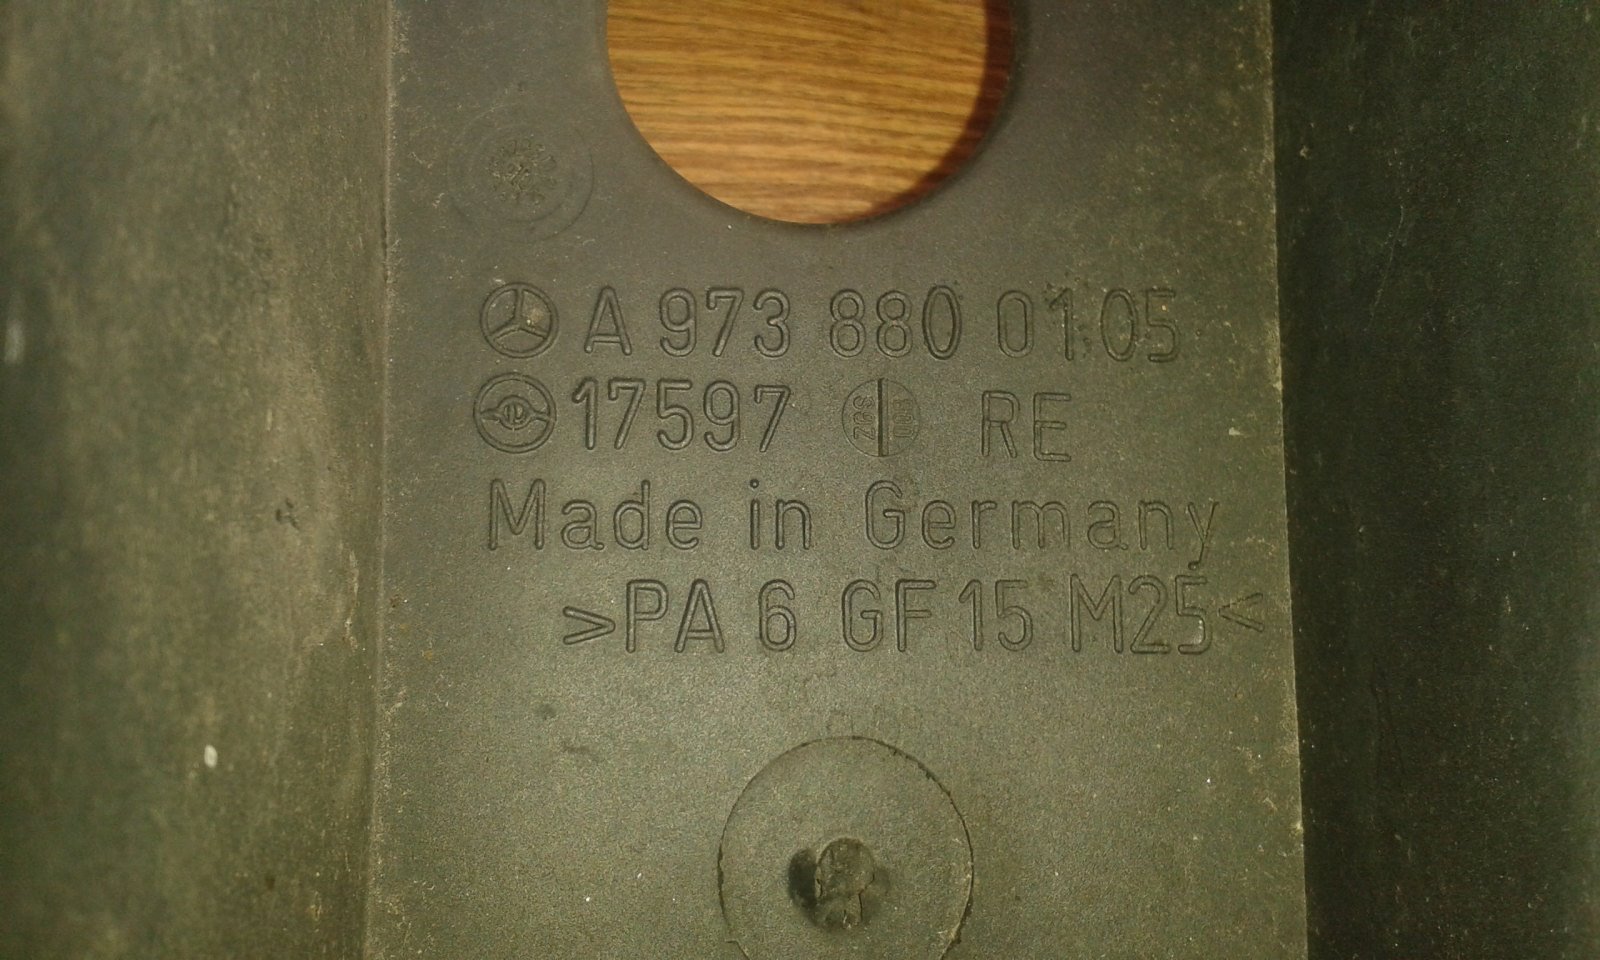 A 973 880 01 05
17597 RE
Made in Germany
>PA 6 GF 15 M25<